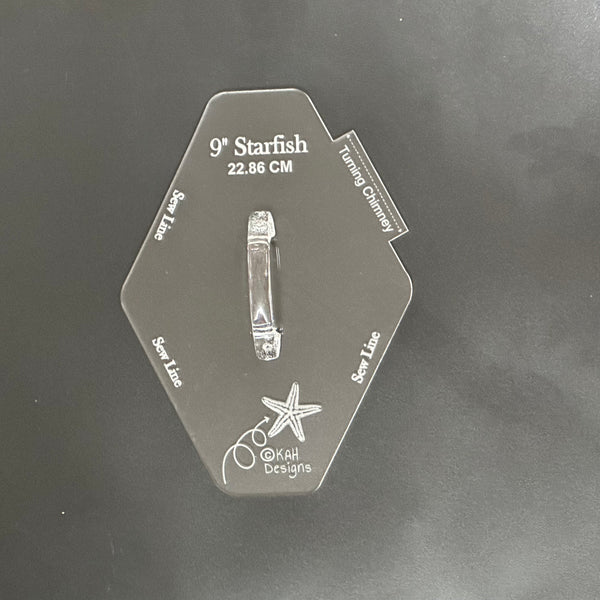 9" Starfish
22.86 CM
Turning Chimney
Sew Line
Sew Line
Sew Line
©KAH
Designs